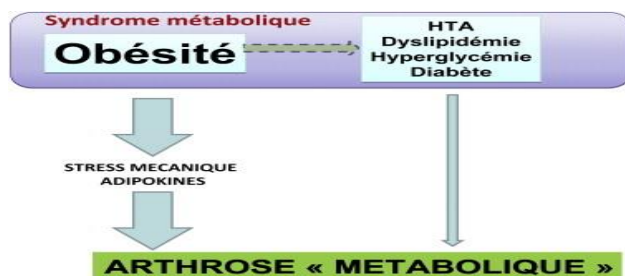 Syndrome métabolique
Obésité
HTA
Dyslipidémie
Hyperglycémie
Diabète
STRESS MECANIQUE
ADIPOKINES
ARTHROSE « METABOLIQUE »